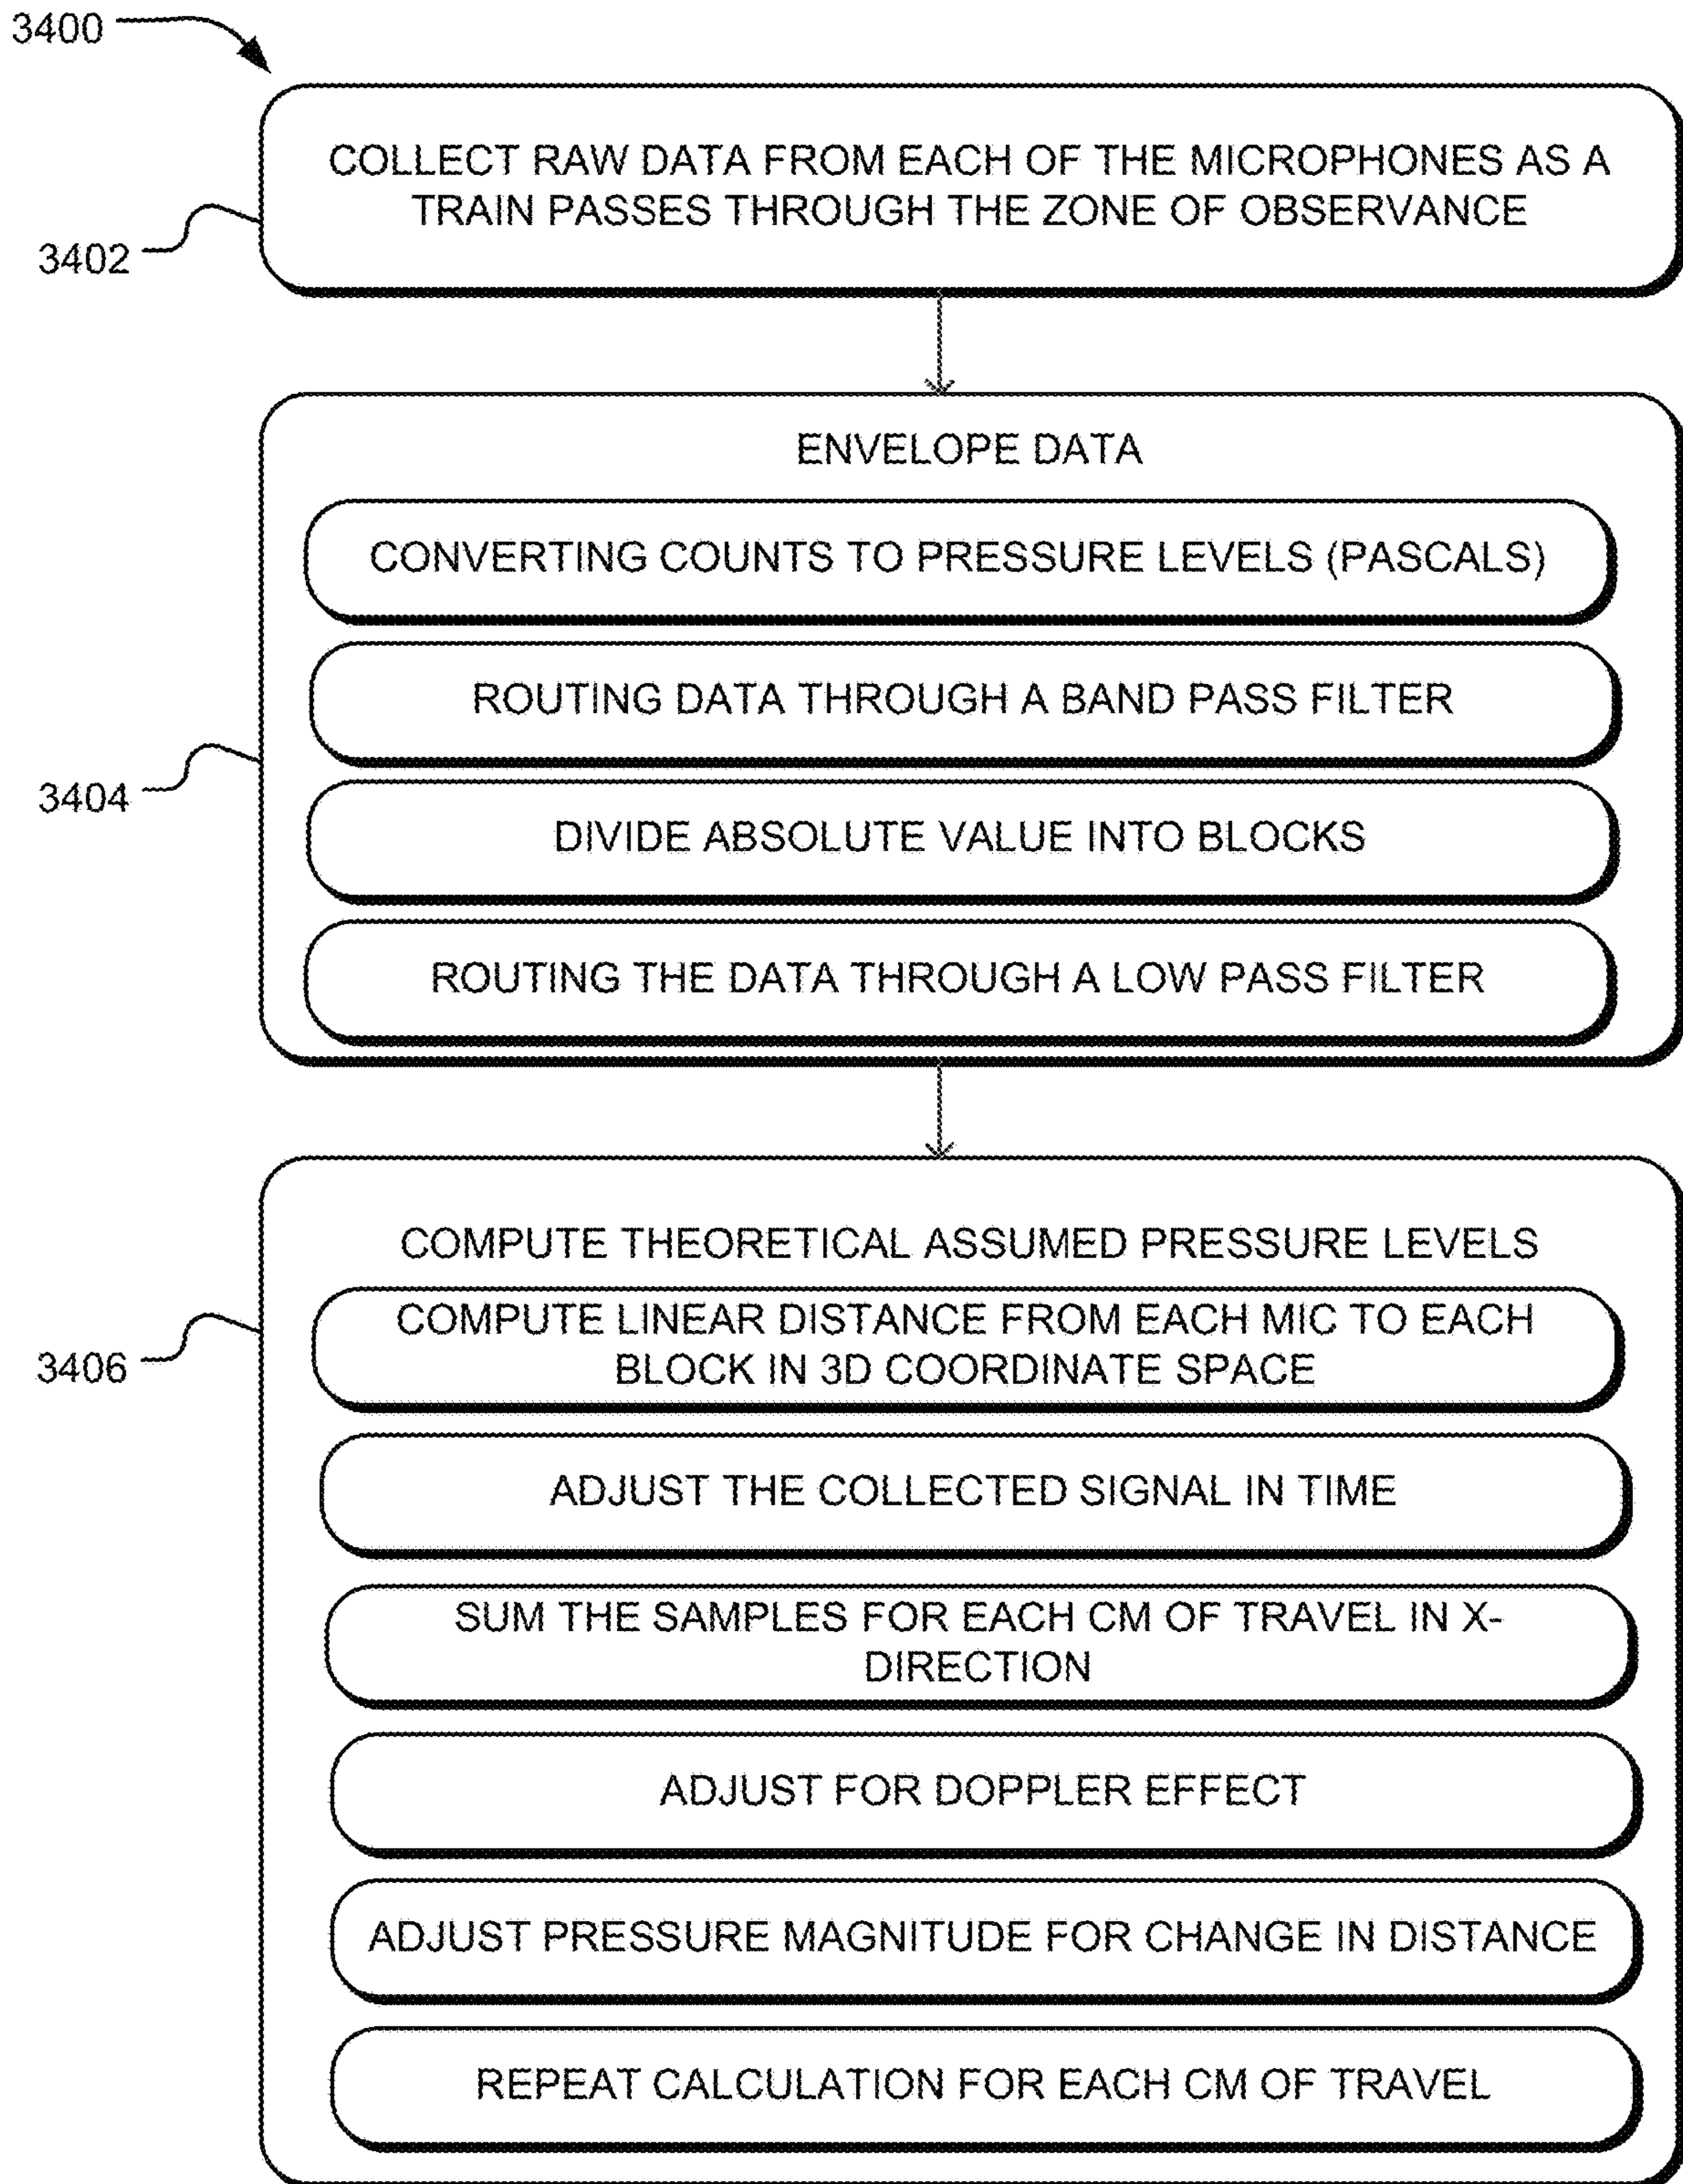 3400
COLLECT RAW DATA FROM EACH OF THE MICROPHONES AS A
TRAIN PASSES THROUGH THE ZONE OF OBSERVANCE
3402
ENVELOPE DATA
CONVERTING COUNTS TO PRESSURE LEVELS (PASCALS)
ROUTING DATA THROUGH A BAND PASS FILTER
3404
DIVIDE ABSOLUTE VALUE INTO BLOCKS
ROUTING THE DATA THROUGH A LOW PASS FILTER
COMPUTE THEORETICAL ASSUMED PRESSURE LEVELS
COMPUTE LINEAR DISTANCE FROM EACH MIC TO EACH
BLOCK IN 3D COORDINATE SPACE
3406
ADJUST THE COLLECTED SIGNAL IN TIME
SUM THE SAMPLES FOR EACH CM OF TRAVEL IN X-
DIRECTION
ADJUST FOR DOPPLER EFFECT
ADJUST PRESSURE MAGNITUDE FOR CHANGE IN DISTANCE
REPEAT CALCULATION FOR EACH CM OF TRAVEL